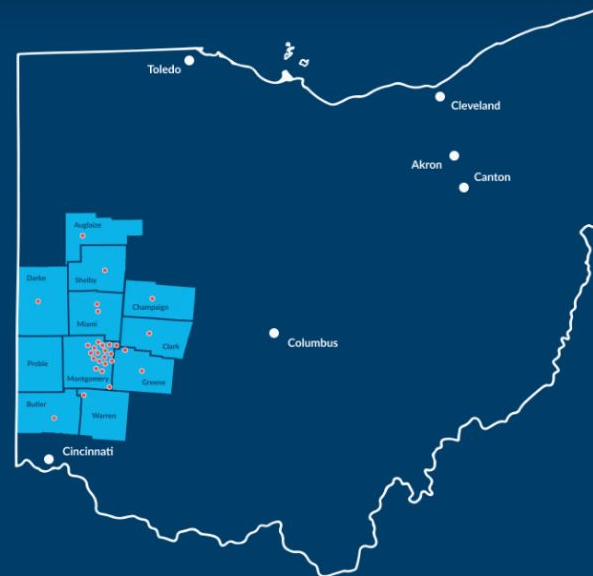 Toledo
Cleveland
Akron
Canton
Auglaize
Shelby
Darke
Champaign
Miami
Columbus
Clark
Preble
Montgomery
Greene
Butler
Warren
Cincinnati